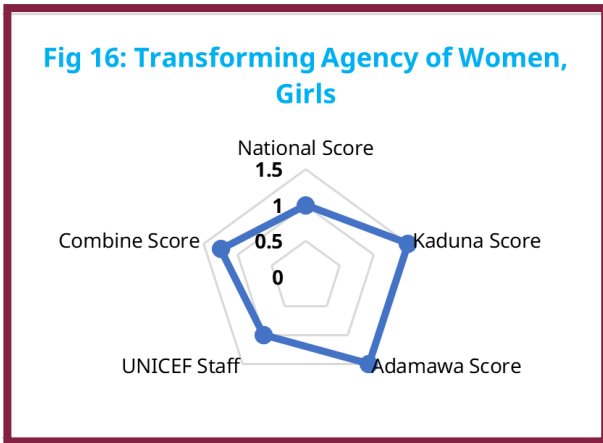 Fig 16: Transforming Agency of Women,
Girls
National Score
1.5
1
Combine Score
0.5
Kaduna Score
0
UNICEF Staff
Adamawa Score